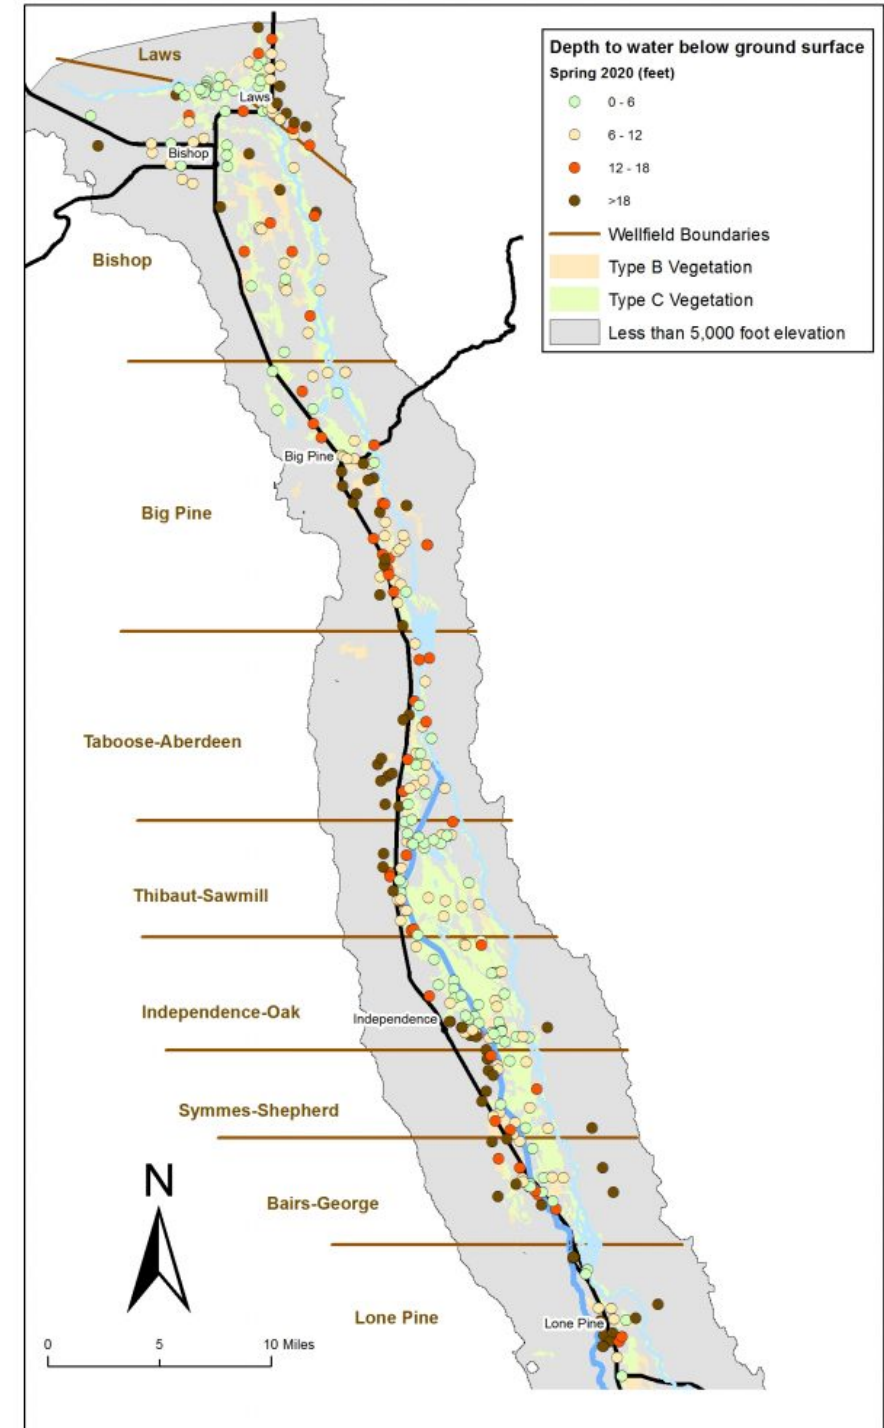 Depth to water below ground surface
Spring 2020 (feet)
0 - 6
6 - 12
12 - 18
>18
Wellfield Boundaries
Type B Vegetation
Type C Vegetation
Less than 5,000 foot elevation
Laws
Laws
Bishop
Bishop
Big Pine
Big Pine
Taboose-Aberdeen
Thibaut-Sawmill
Independence-Oak
Independence
Symmes-Shepherd
Bairs-George
Lone Pine
Lone Pine
N
0 5 10 Miles